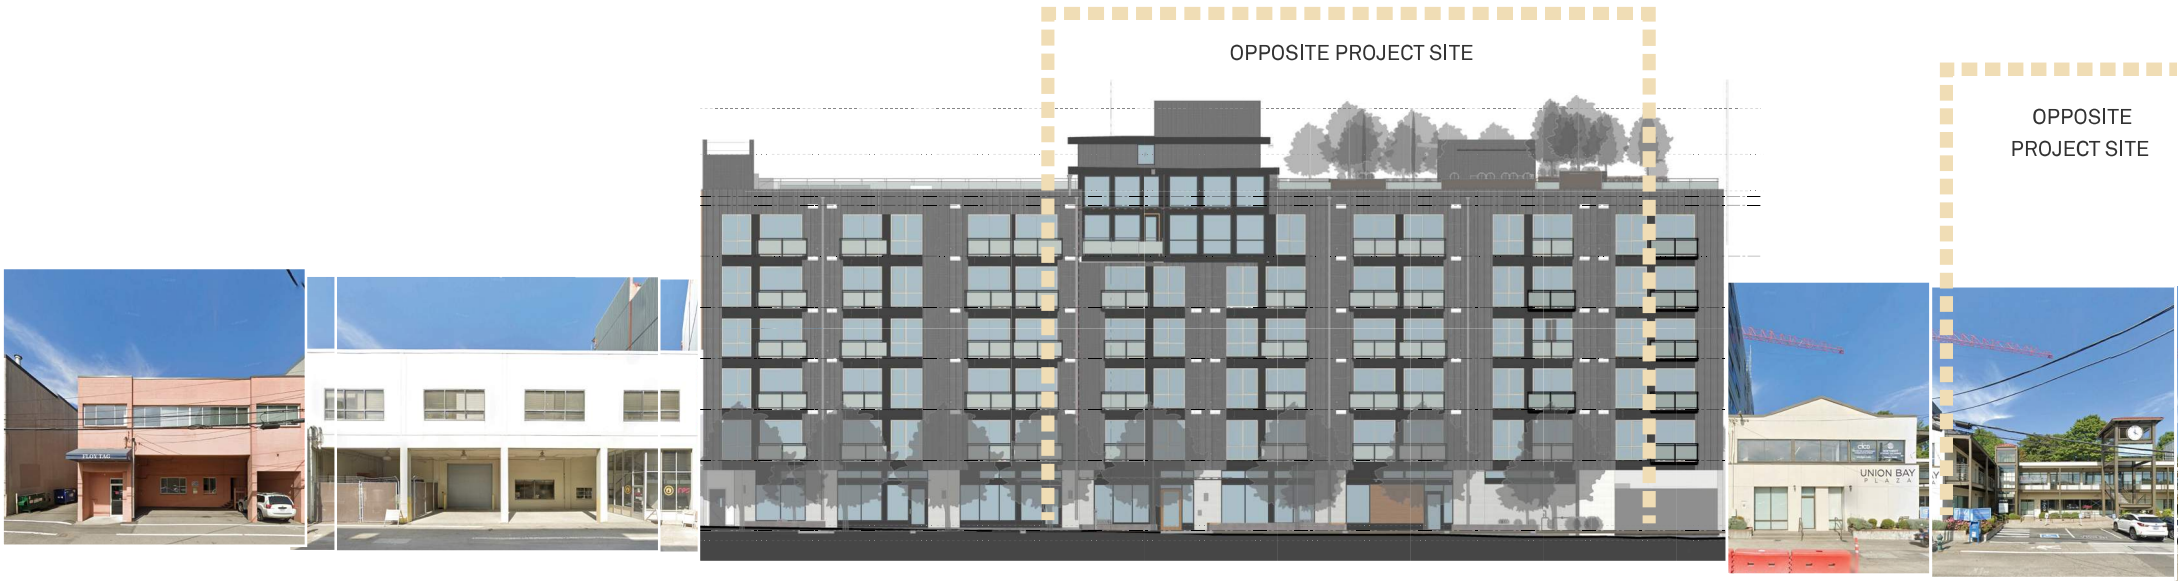 OPPOSITE PROJECT SITE
OPPOSITE
PROJECT SITE
UNION BAY
PLAZA